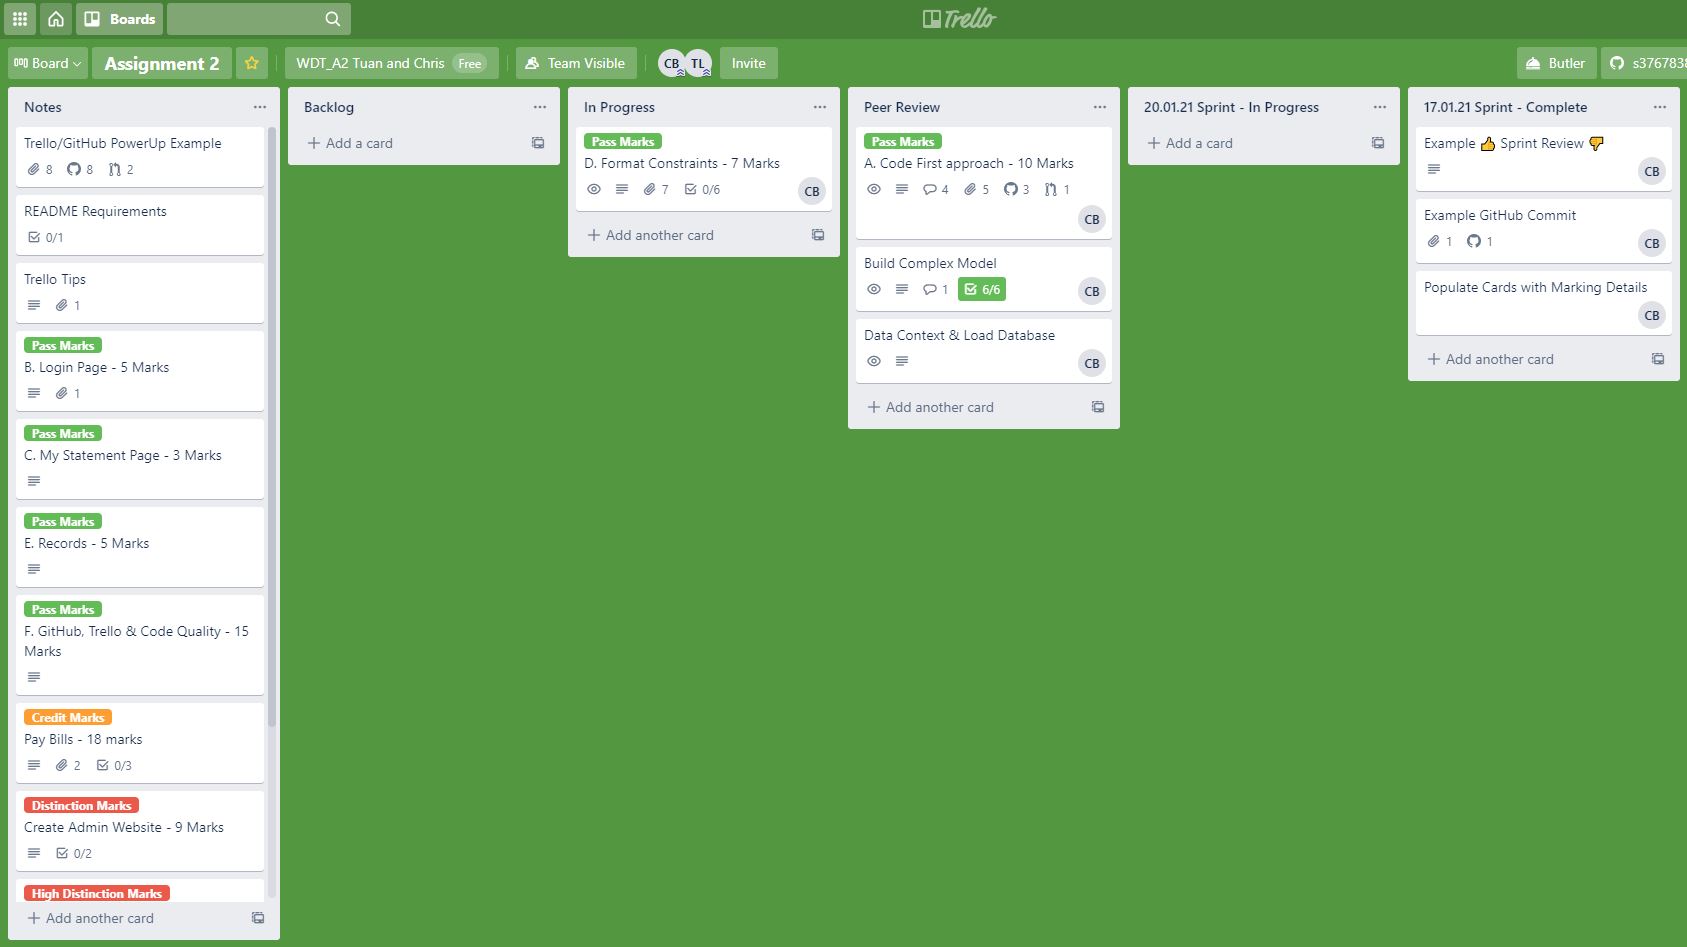 Boards
Trello
Board
Assignment 2
WDT_A2 Tuan and Chris Free
Team Visible
CB TL
Invite
Butler
s3767838
Notes
Trello/GitHub PowerUp Example
8 8 2
README Requirements
0/1
Trello Tips
1
Pass Marks
B. Login Page - 5 Marks
1
Pass Marks
C. My Statement Page - 3 Marks
Pass Marks
E. Records - 5 Marks
Pass Marks
F. GitHub, Trello & Code Quality - 15
Marks
Credit Marks
Pay Bills - 18 marks
2 0/3
Distinction Marks
Create Admin Website - 9 Marks
0/2
High Distinction Marks
+ Add another card
Backlog
+ Add a card
In Progress
Pass Marks
D. Format Constraints - 7 Marks
7 0/6
CB
+ Add another card
Peer Review
Pass Marks
A. Code First approach - 10 Marks
4 5 3 1
CB
Build Complex Model
1 6/6
CB
Data Context & Load Database
CB
+ Add another card
20.01.21 Sprint - In Progress
+ Add a card
17.01.21 Sprint - Complete
Example 👍 Sprint Review 👎
CB
Example GitHub Commit
1 1
CB
Populate Cards with Marking Details
CB
+ Add another card